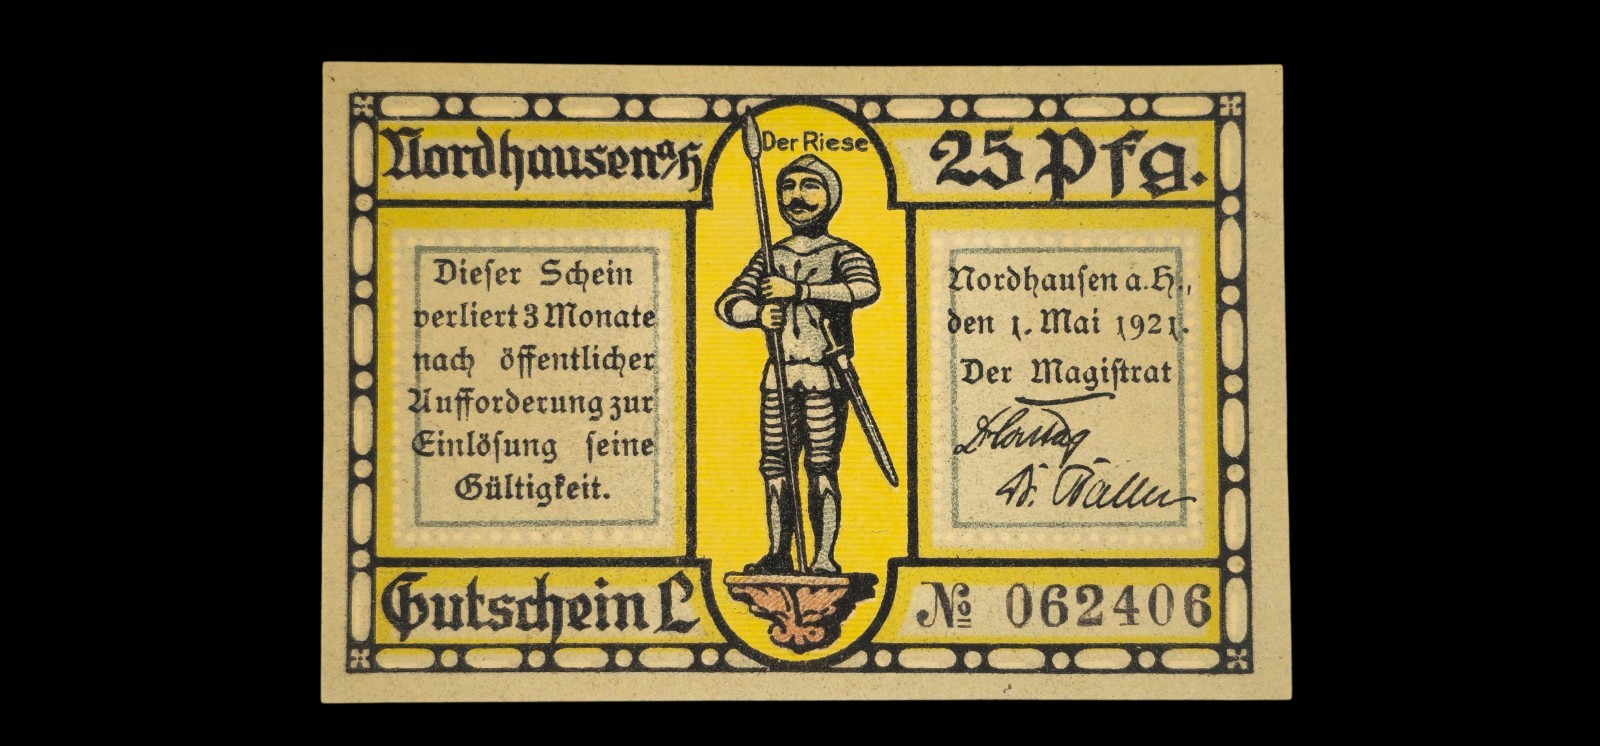 Nordhausen a/H
Der Riese
25 Pfg.
Dieser Schein
verliert 3 Monate
nach öffentlicher
Aufforderung zur
Einlösung seine
Gültigkeit.
Nordhausen a. H.,
den 1. Mai 1921.
Der Magistrat
Gutschein L
№ 062406